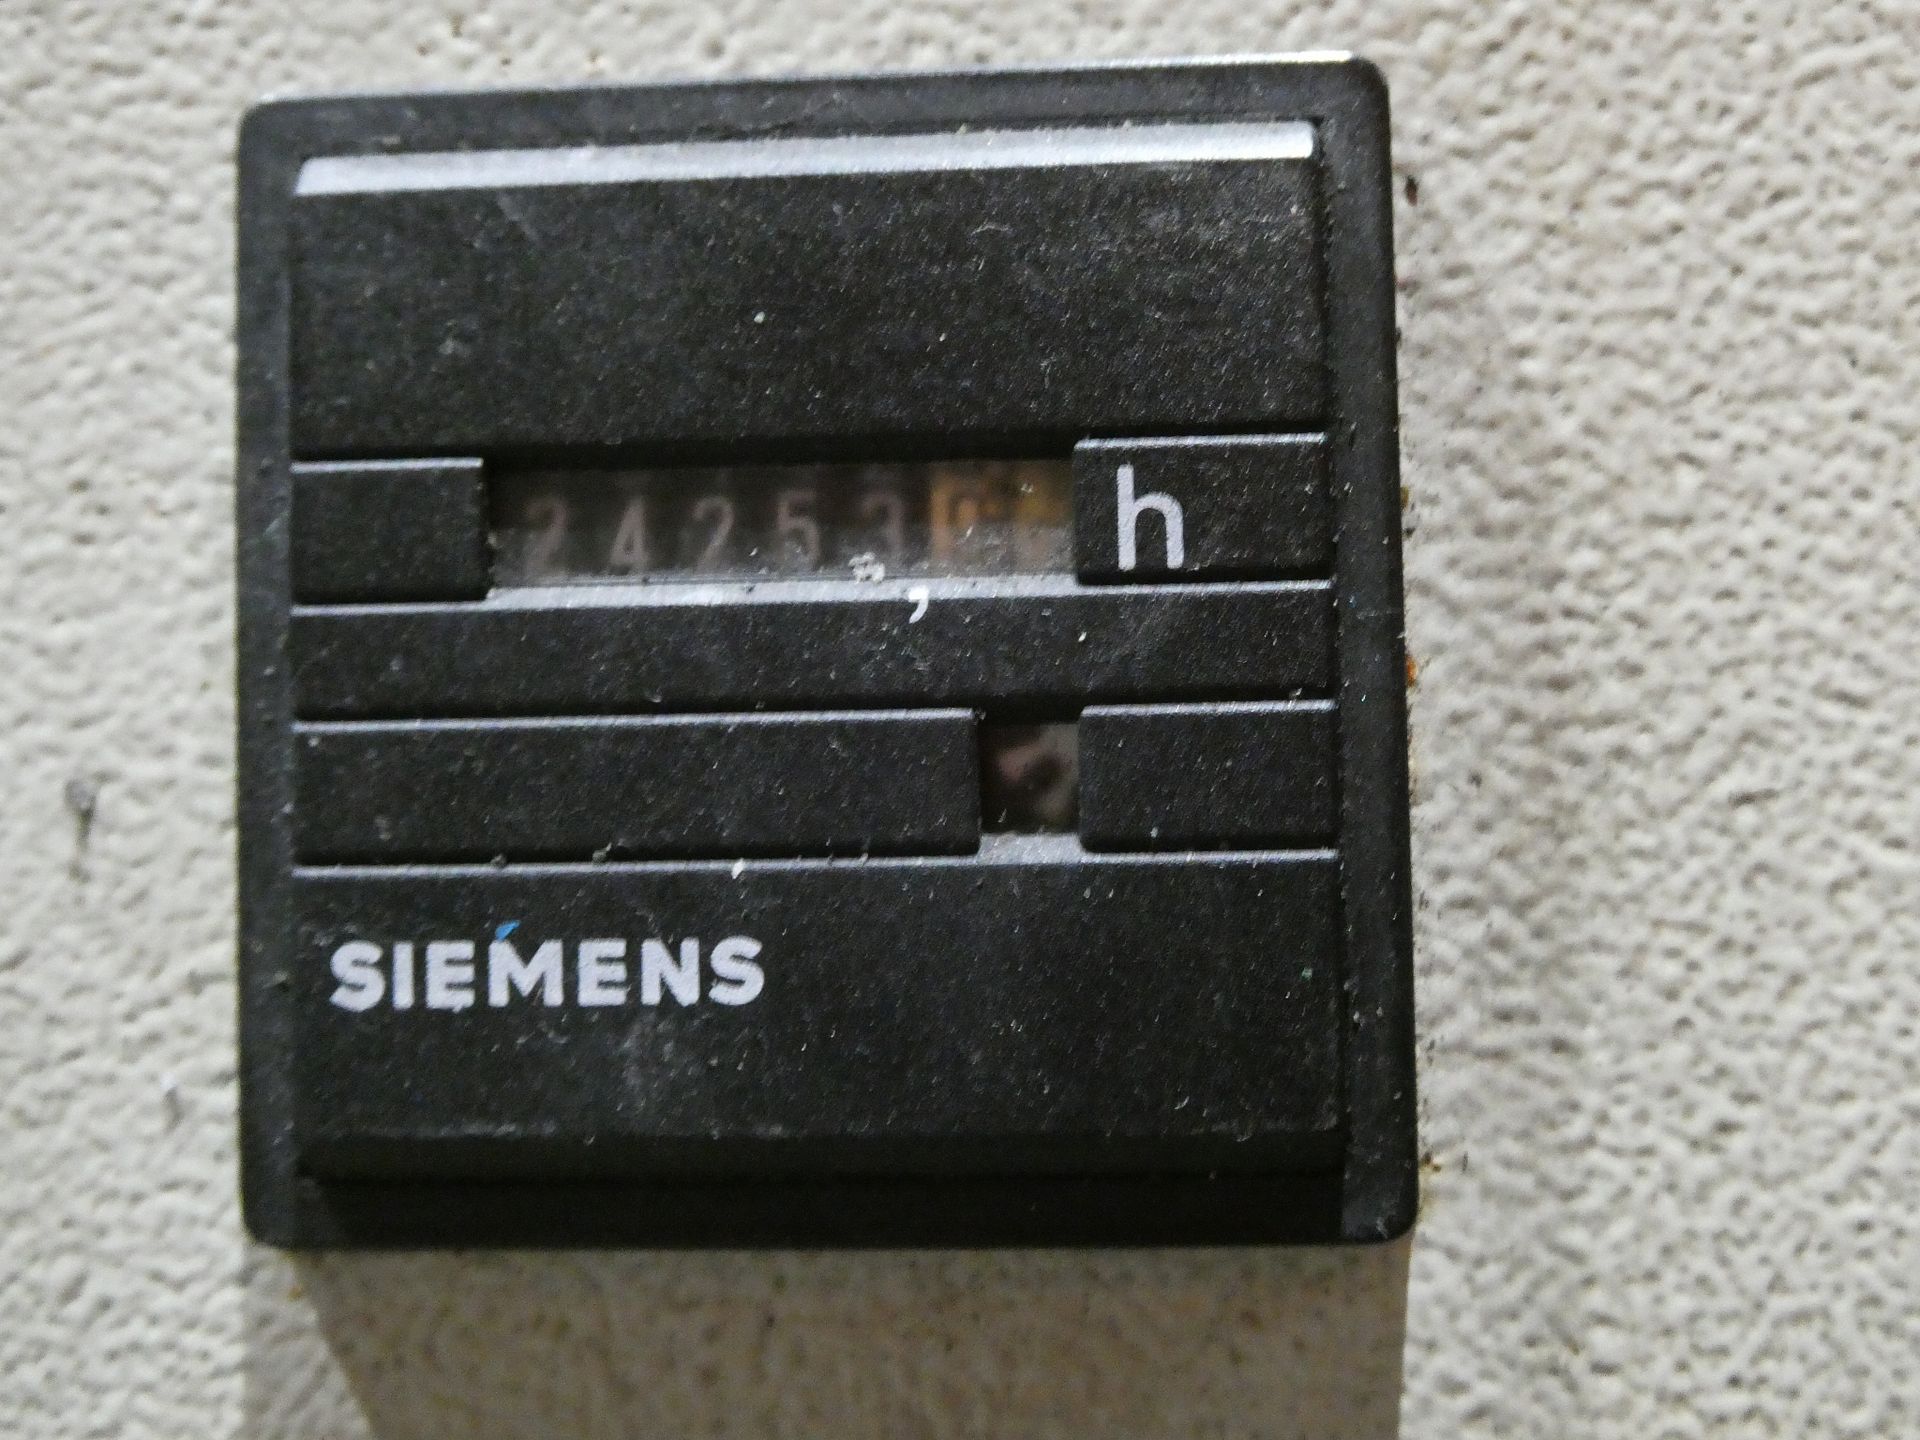 24253 h
,
SIEMENS